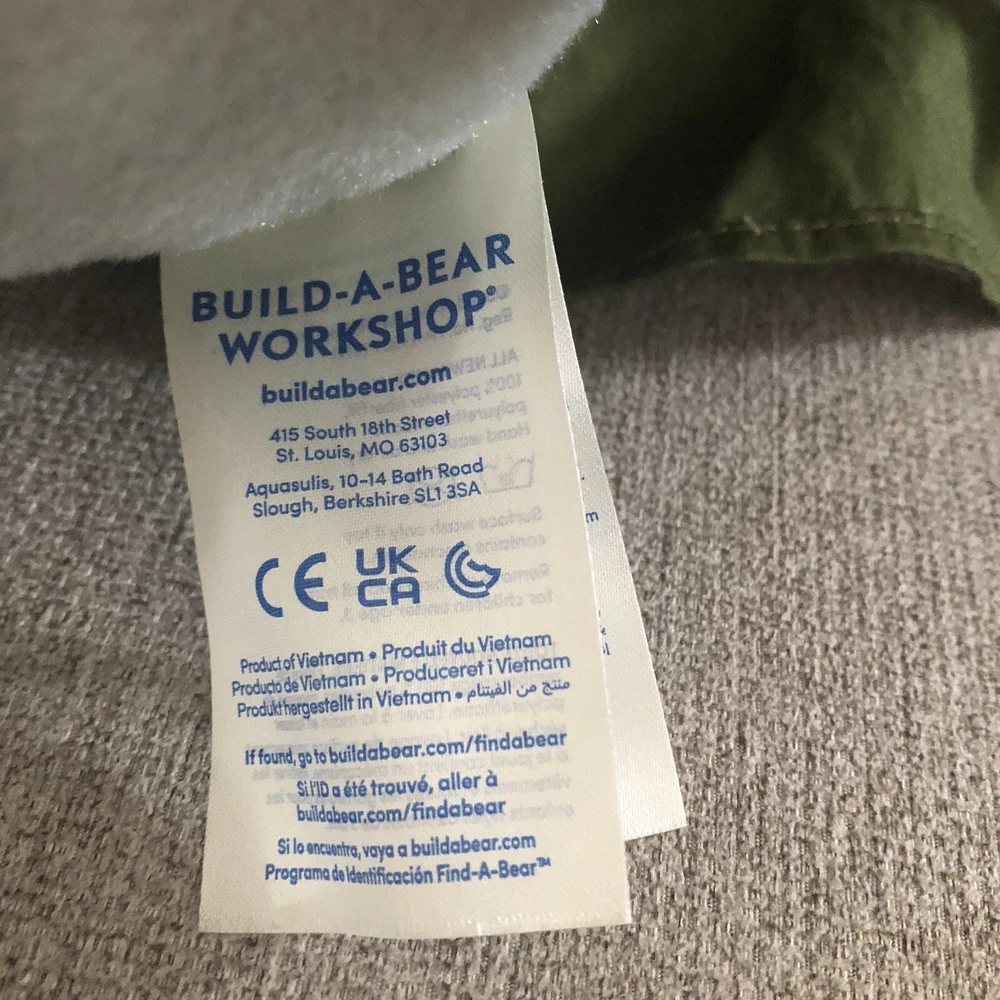 BUILD-A-BEAR
WORKSHOP®
buildabear.com
415 South 18th Street
St. Louis, MO 63103
Aquasulis, 10-14 Bath Road
Slough, Berkshire SL1 3SA
CE UK
CA
Product of Vietnam • Produit du Vietnam
Producto de Vietnam • Produceret i Vietnam
Produkt hergestellt in Vietnam • منتج من الفيتنام
If found, go to buildabear.com/findabear
Si l'ID a été trouvé, aller à
buildabear.com/findabear
Si lo encuentra, vaya a buildabear.com
Programa de Identificación Find-A-Bear™